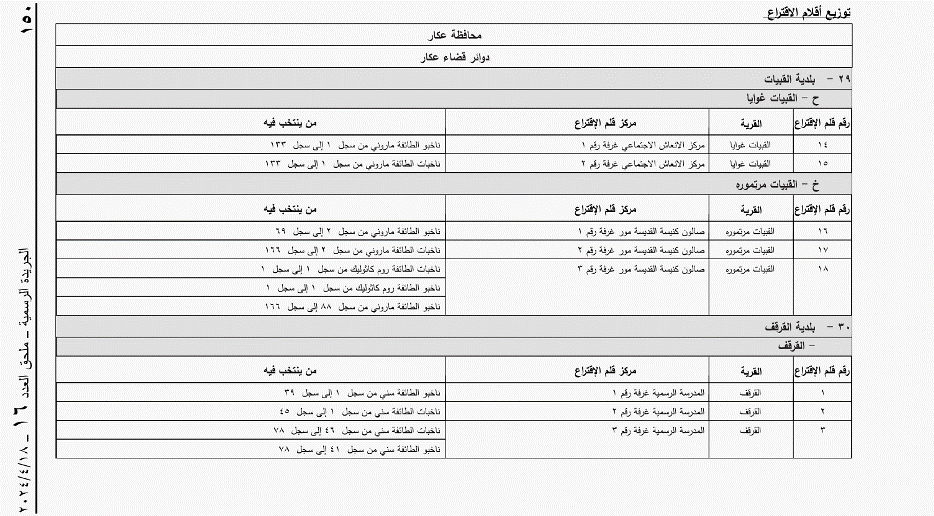 توزيع أقلام الاقتراع
محافظة عكار
دوائر قضاء عكار
٢٩ - بلدية القبيات
ح - القبيات غوايا
رقم قلم الإقتراع القرية مركز قلم الإقتراع من ينتخب فيه
١٤ القبيات غوايا مركز الانعاش الاجتماعي غرفة رقم ١ ناخبو الطائفة ماروني من سجل ١ إلى سجل ١٣٣
١٥ القبيات غوايا مركز الانعاش الاجتماعي غرفة رقم ٢ ناخبات الطائفة ماروني من سجل ١ إلى سجل ١٣٣
خ - القبيات مرتموره
رقم قلم الإقتراع القرية مركز قلم الإقتراع من ينتخب فيه
١٦ القبيات مرتموره صالون كنيسة القديسة مور غرفة رقم ١ ناخبو الطائفة ماروني من سجل ٢ إلى سجل ٦٩
١٧ القبيات مرتموره صالون كنيسة القديسة مور غرفة رقم ٢ ناخبات الطائفة ماروني من سجل ٢ إلى سجل ١٦٦
١٨ القبيات مرتموره صالون كنيسة القديسة مور غرفة رقم ٣ ناخبات الطائفة روم كاثوليك من سجل ١ إلى سجل ١
ناخبو الطائفة روم كاثوليك من سجل ١ إلى سجل ١
ناخبو الطائفة ماروني من سجل ٨٨ إلى سجل ١٦٦
٣٠ - بلدية القرقف
- القرقف
رقم قلم الإقتراع القرية مركز قلم الإقتراع من ينتخب فيه
١ القرقف المدرسة الرسمية غرفة رقم ١ ناخبو الطائفة سني من سجل ١ إلى سجل ٣٩
٢ القرقف المدرسة الرسمية غرفة رقم ٢ ناخبات الطائفة سني من سجل ١ إلى سجل ٤٥
٣ القرقف المدرسة الرسمية غرفة رقم ٣ ناخبات الطائفة سني من سجل ٤٦ إلى سجل ٧٨
ناخبو الطائفة سني من سجل ٤١ إلى سجل ٧٨
١٥٠
الجريدة الرسمية - ملحق العدد ١٦ - ٢٠٢٤/٤/١٨